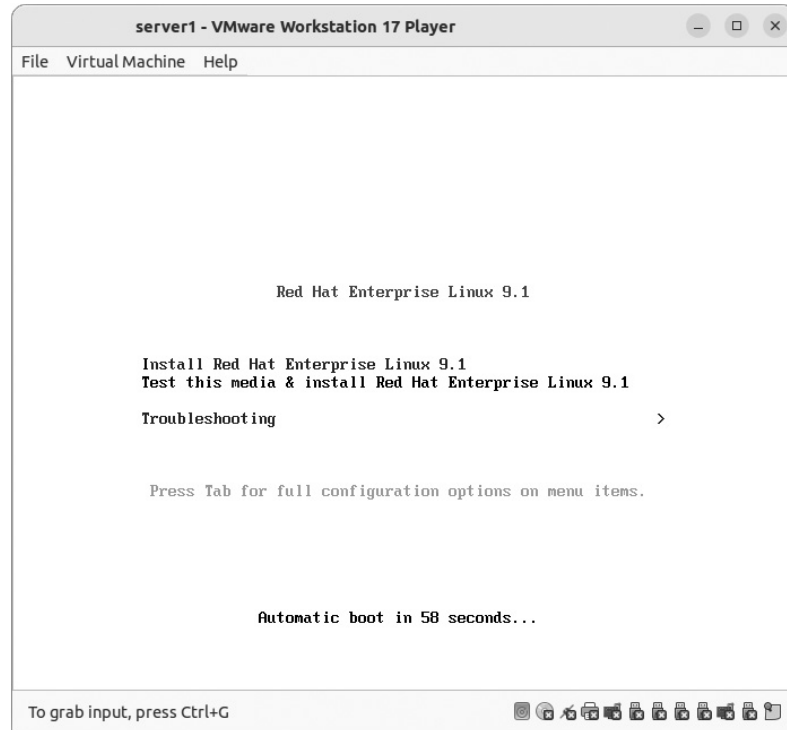 server1 - VMware Workstation 17 Player
File Virtual Machine Help
Red Hat Enterprise Linux 9.1
Install Red Hat Enterprise Linux 9.1
Test this media & install Red Hat Enterprise Linux 9.1
Troubleshooting >
Press Tab for full configuration options on menu items.
Automatic boot in 58 seconds...
To grab input, press Ctrl+G